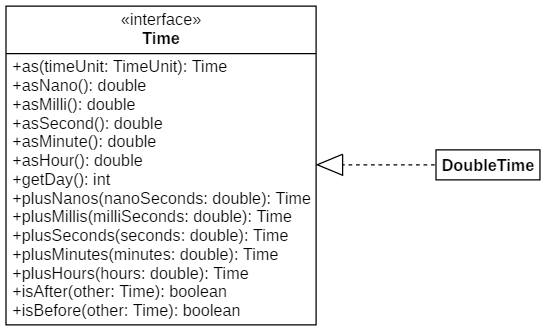 «interface»
Time
+as(timeUnit: TimeUnit): Time
+asNano(): double
+asMilli(): double
+asSecond(): double
+asMinute(): double
+asHour(): double
+getDay(): int
+plusNanos(nanoSeconds: double): Time
+plusMillis(milliSeconds: double): Time
+plusSeconds(seconds: double): Time
+plusMinutes(minutes: double): Time
+plusHours(hours: double): Time
+isAfter(other: Time): boolean
+isBefore(other: Time): boolean
DoubleTime